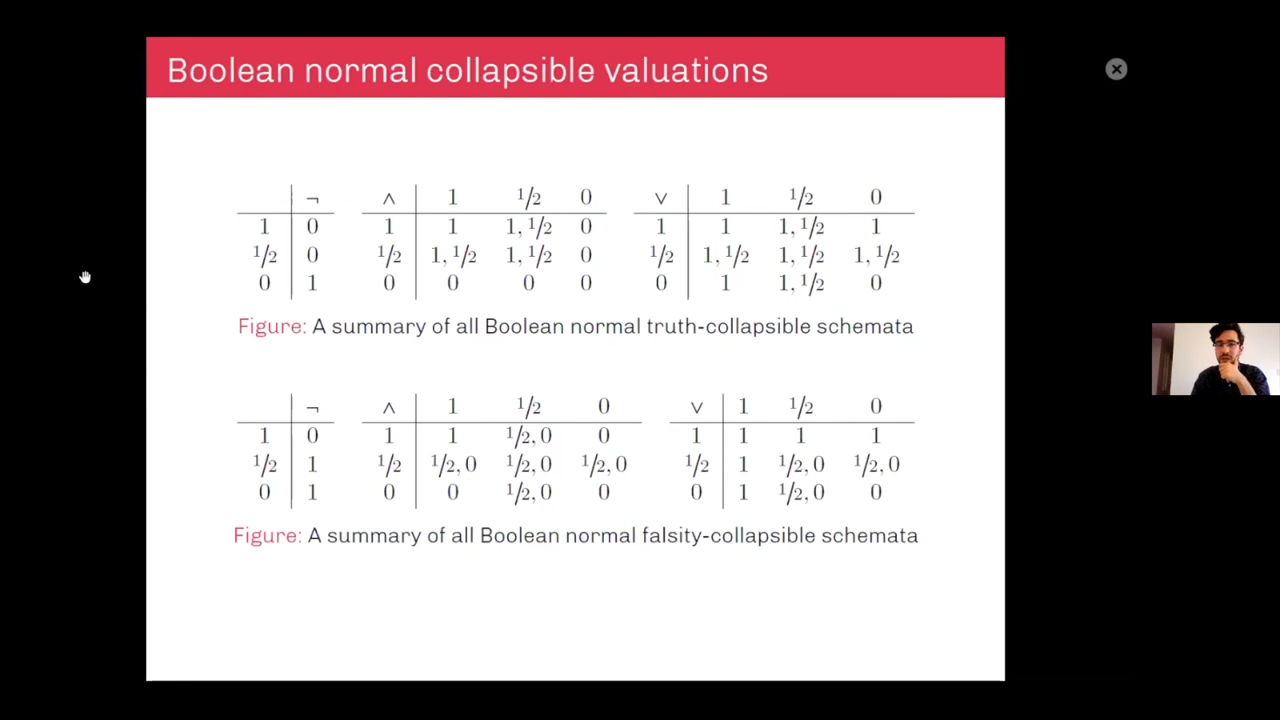 Boolean normal collapsible valuations
¬ ∧ 1 1/2 0 ∨ 1 1/2 0
1 0 1 1 1, 1/2 0 1 1 1, 1/2 1
1/2 0 1/2 1, 1/2 1, 1/2 0 1/2 1, 1/2 1, 1/2 1, 1/2
0 1 0 0 0 0 0 1 1, 1/2 0
Figure: A summary of all Boolean normal truth-collapsible schemata
¬ ∧ 1 1/2 0 ∨ 1 1/2 0
1 0 1 1 1/2, 0 0 1 1 1 1
1/2 1 1/2 1/2, 0 1/2, 0 1/2, 0 1/2 1 1/2, 0 1/2, 0
0 1 0 0 1/2, 0 0 0 1 1/2, 0 0
Figure: A summary of all Boolean normal falsity-collapsible schemata